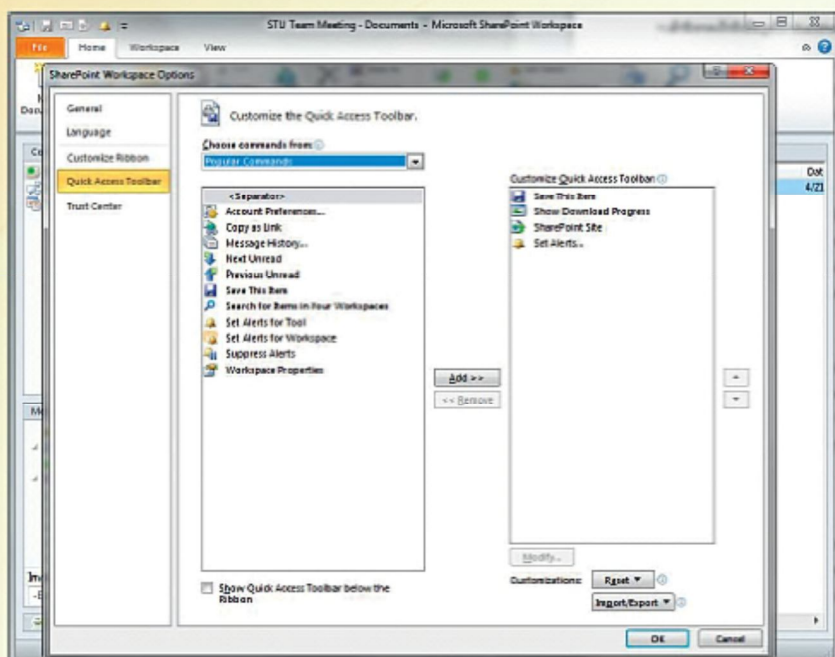 STU Team Meeting - Documents - Microsoft SharePoint Workspace
File Home Workspace View
SharePoint Workspace Options
General
Language
Customize Ribbon
Quick Access Toolbar
Trust Center
Customize the Quick Access Toolbar.
Choose commands from:
Popular Commands
<Separator>
Account Preferences...
Copy as Link
Message History...
Next Unread
Previous Unread
Save This Item
Search for Items in Your Workspaces
Set Alerts for Tool
Set Alerts for Workspace
Suppress Alerts
Workspace Properties
Show Quick Access Toolbar below the
Ribbon
Add >>
<< Remove
Customize Quick Access Toolbar:
Save This Item
Show Download Progress
SharePoint Site
Set Alerts...
Modify...
Customizations: Reset
Import/Export
OK Cancel
Docu
Co
Dat
4/21